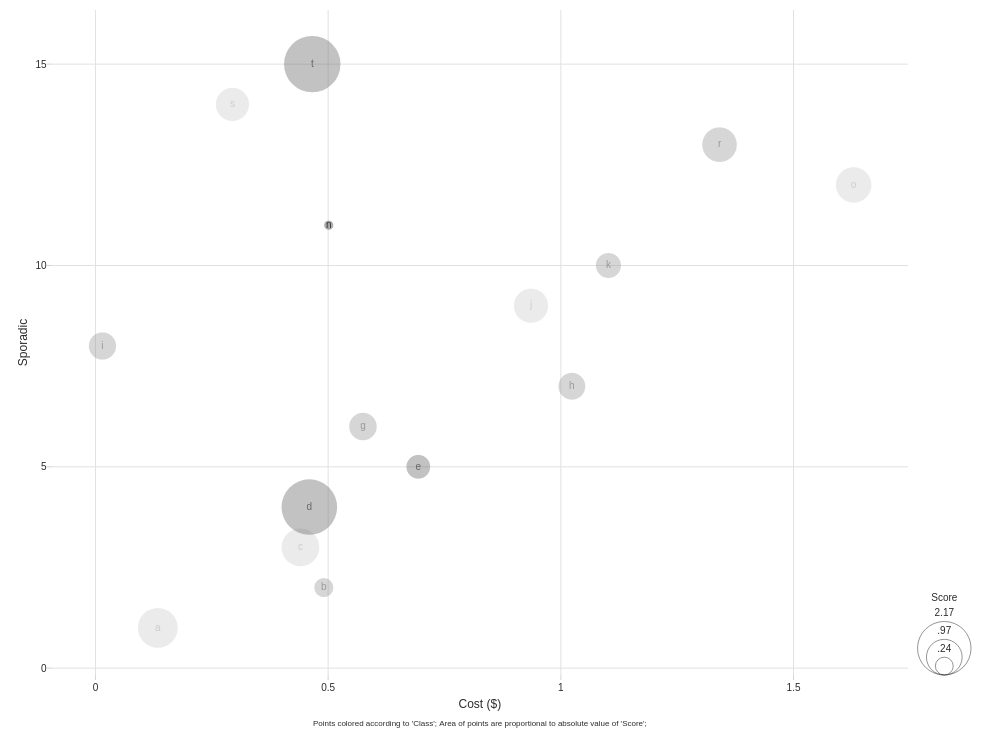 15
t
s
r
o
n
10
k
j
i
h
g
5
e
d
c
b
a
0
Sporadic
0
0.5
1
1.5
Cost ($)
Score
2.17
.97
.24
Points colored according to 'Class'; Area of points are proportional to absolute value of 'Score';